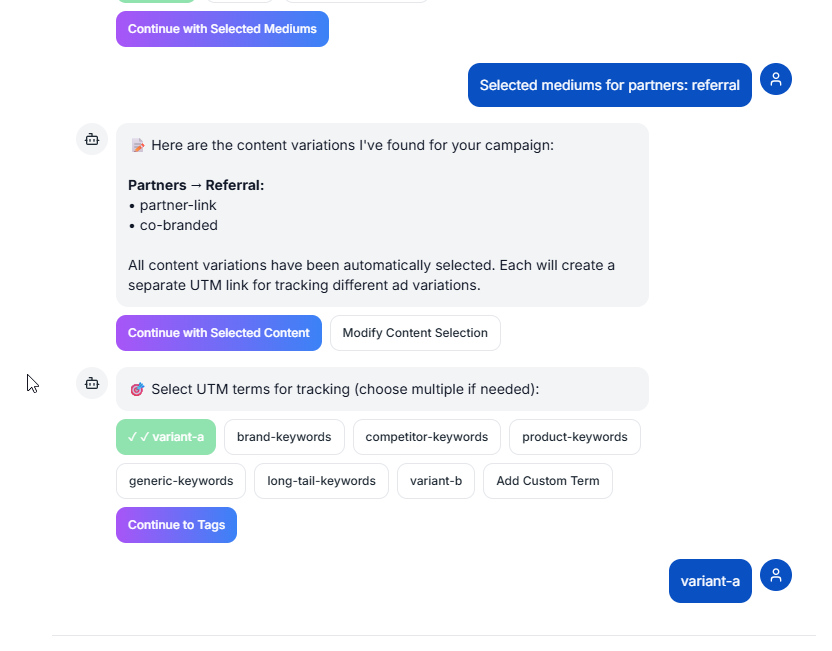 Continue with Selected Mediums
Selected mediums for partners: referral
📝 Here are the content variations I've found for your campaign:
Partners → Referral:
• partner-link
• co-branded
All content variations have been automatically selected. Each will create a
separate UTM link for tracking different ad variations.
Continue with Selected Content
Modify Content Selection
🎯 Select UTM terms for tracking (choose multiple if needed):
✓ ✓ variant-a
brand-keywords
competitor-keywords
product-keywords
generic-keywords
long-tail-keywords
variant-b
Add Custom Term
Continue to Tags
variant-a